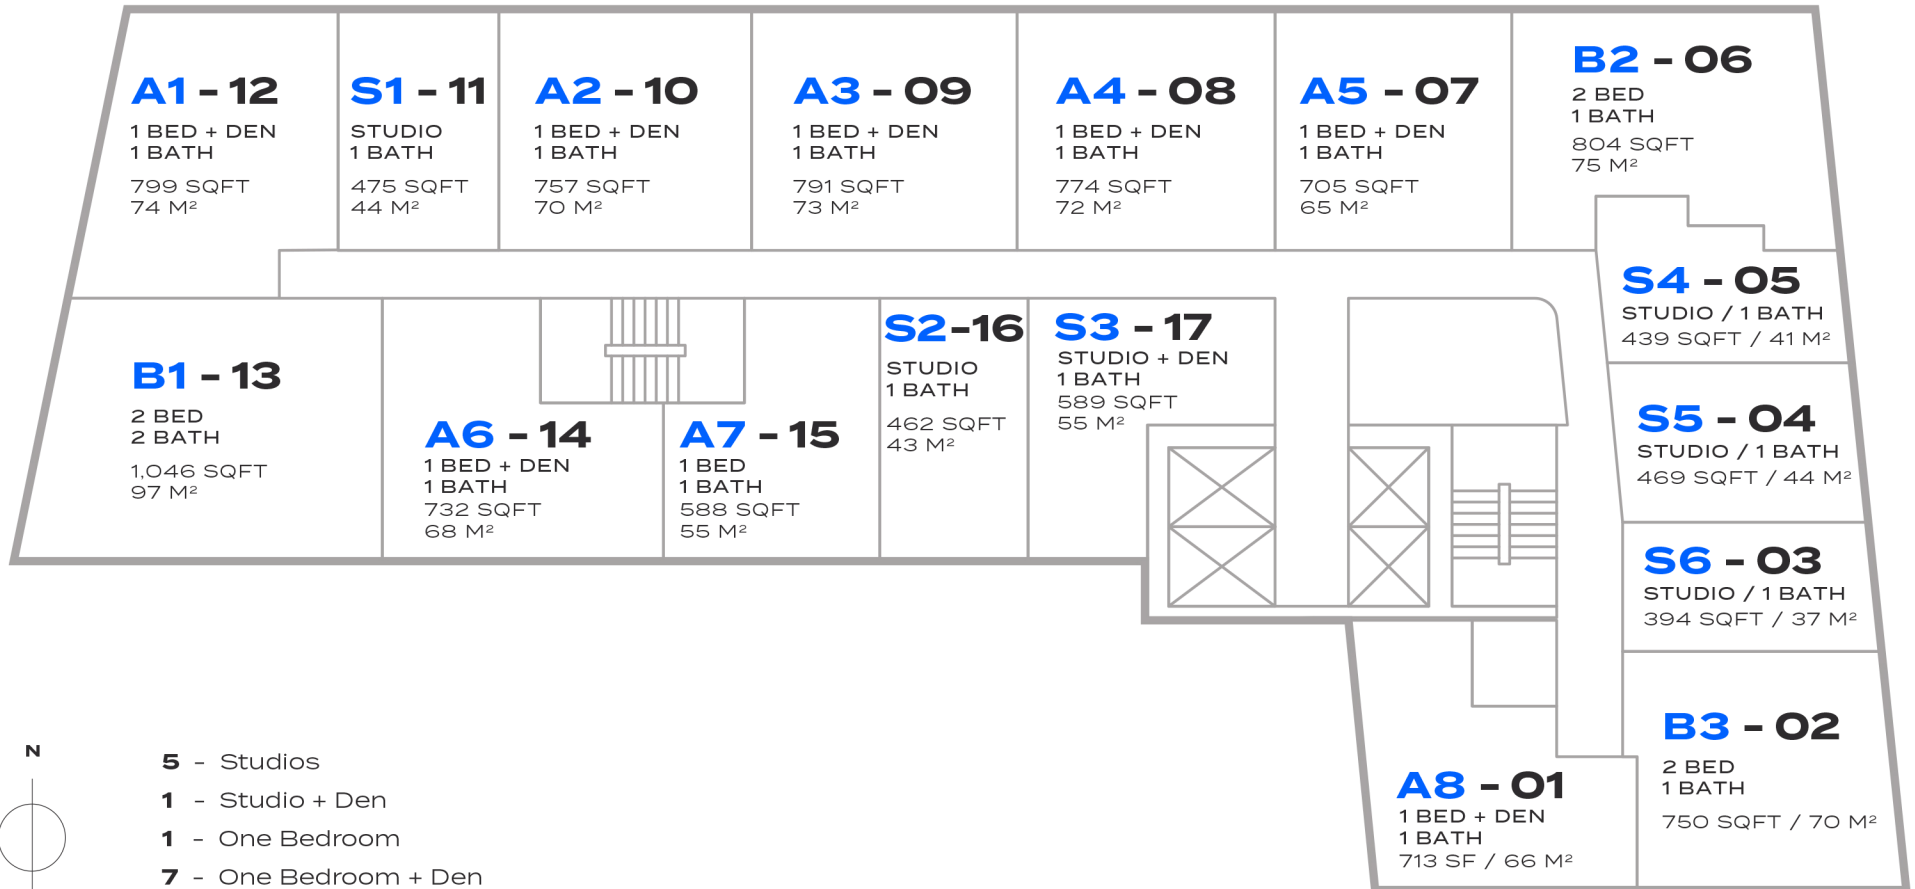 A1 - 12
1 BED + DEN
1 BATH
799 SQFT
74 M²
S1 - 11
STUDIO
1 BATH
475 SQFT
44 M²
A2 - 10
1 BED + DEN
1 BATH
757 SQFT
70 M²
A3 - 09
1 BED + DEN
1 BATH
791 SQFT
73 M²
A4 - 08
1 BED + DEN
1 BATH
774 SQFT
72 M²
A5 - 07
1 BED + DEN
1 BATH
705 SQFT
65 M²
B2 - 06
2 BED
1 BATH
804 SQFT
75 M²
S4 - 05
STUDIO / 1 BATH
439 SQFT / 41 M²
B1 - 13
2 BED
2 BATH
1,046 SQFT
97 M²
A6 - 14
1 BED + DEN
1 BATH
732 SQFT
68 M²
A7 - 15
1 BED
1 BATH
588 SQFT
55 M²
S2-16
STUDIO
1 BATH
462 SQFT
43 M²
S3 - 17
STUDIO + DEN
1 BATH
589 SQFT
55 M²
S5 - 04
STUDIO / 1 BATH
469 SQFT / 44 M²
S6 - 03
STUDIO / 1 BATH
394 SQFT / 37 M²
B3 - 02
2 BED
1 BATH
750 SQFT / 70 M²
A8 - 01
1 BED + DEN
1 BATH
713 SF / 66 M²
N
5 - Studios
1 - Studio + Den
1 - One Bedroom
7 - One Bedroom + Den